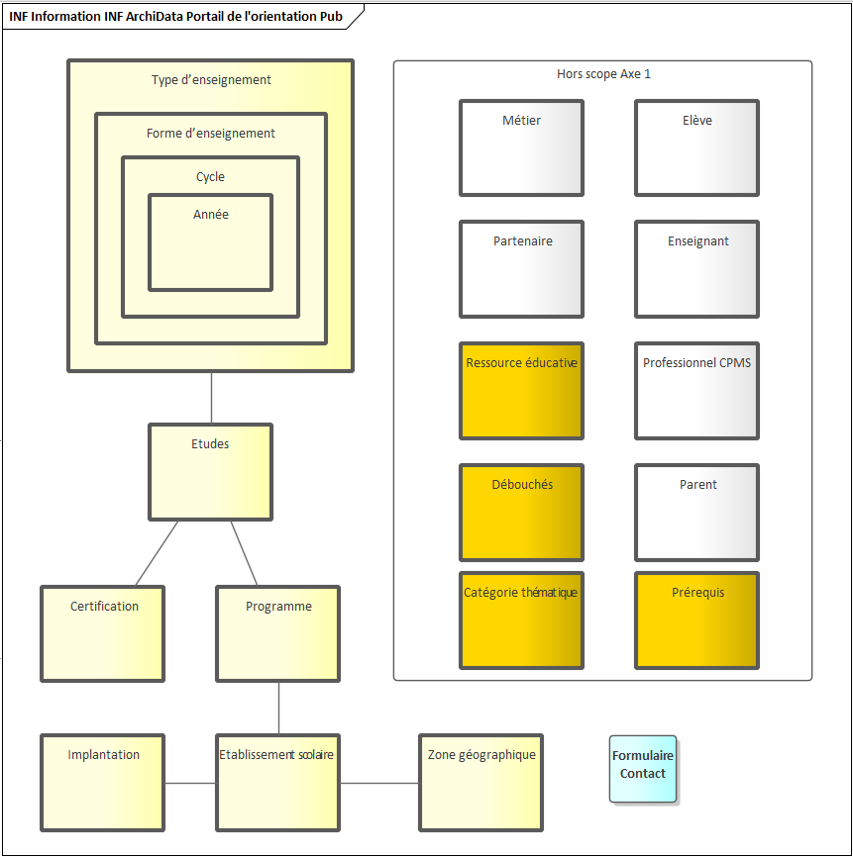 INF Information INF ArchiData Portail de l'orientation Pub
Type d’enseignement
Forme d’enseignement
Cycle
Année
Etudes
Certification
Programme
Implantation
Etablissement scolaire
Zone géographique
Hors scope Axe 1
Métier
Elève
Partenaire
Enseignant
Ressource éducative
Professionnel CPMS
Débouchés
Parent
Catégorie thématique
Prérequis
Formulaire
Contact